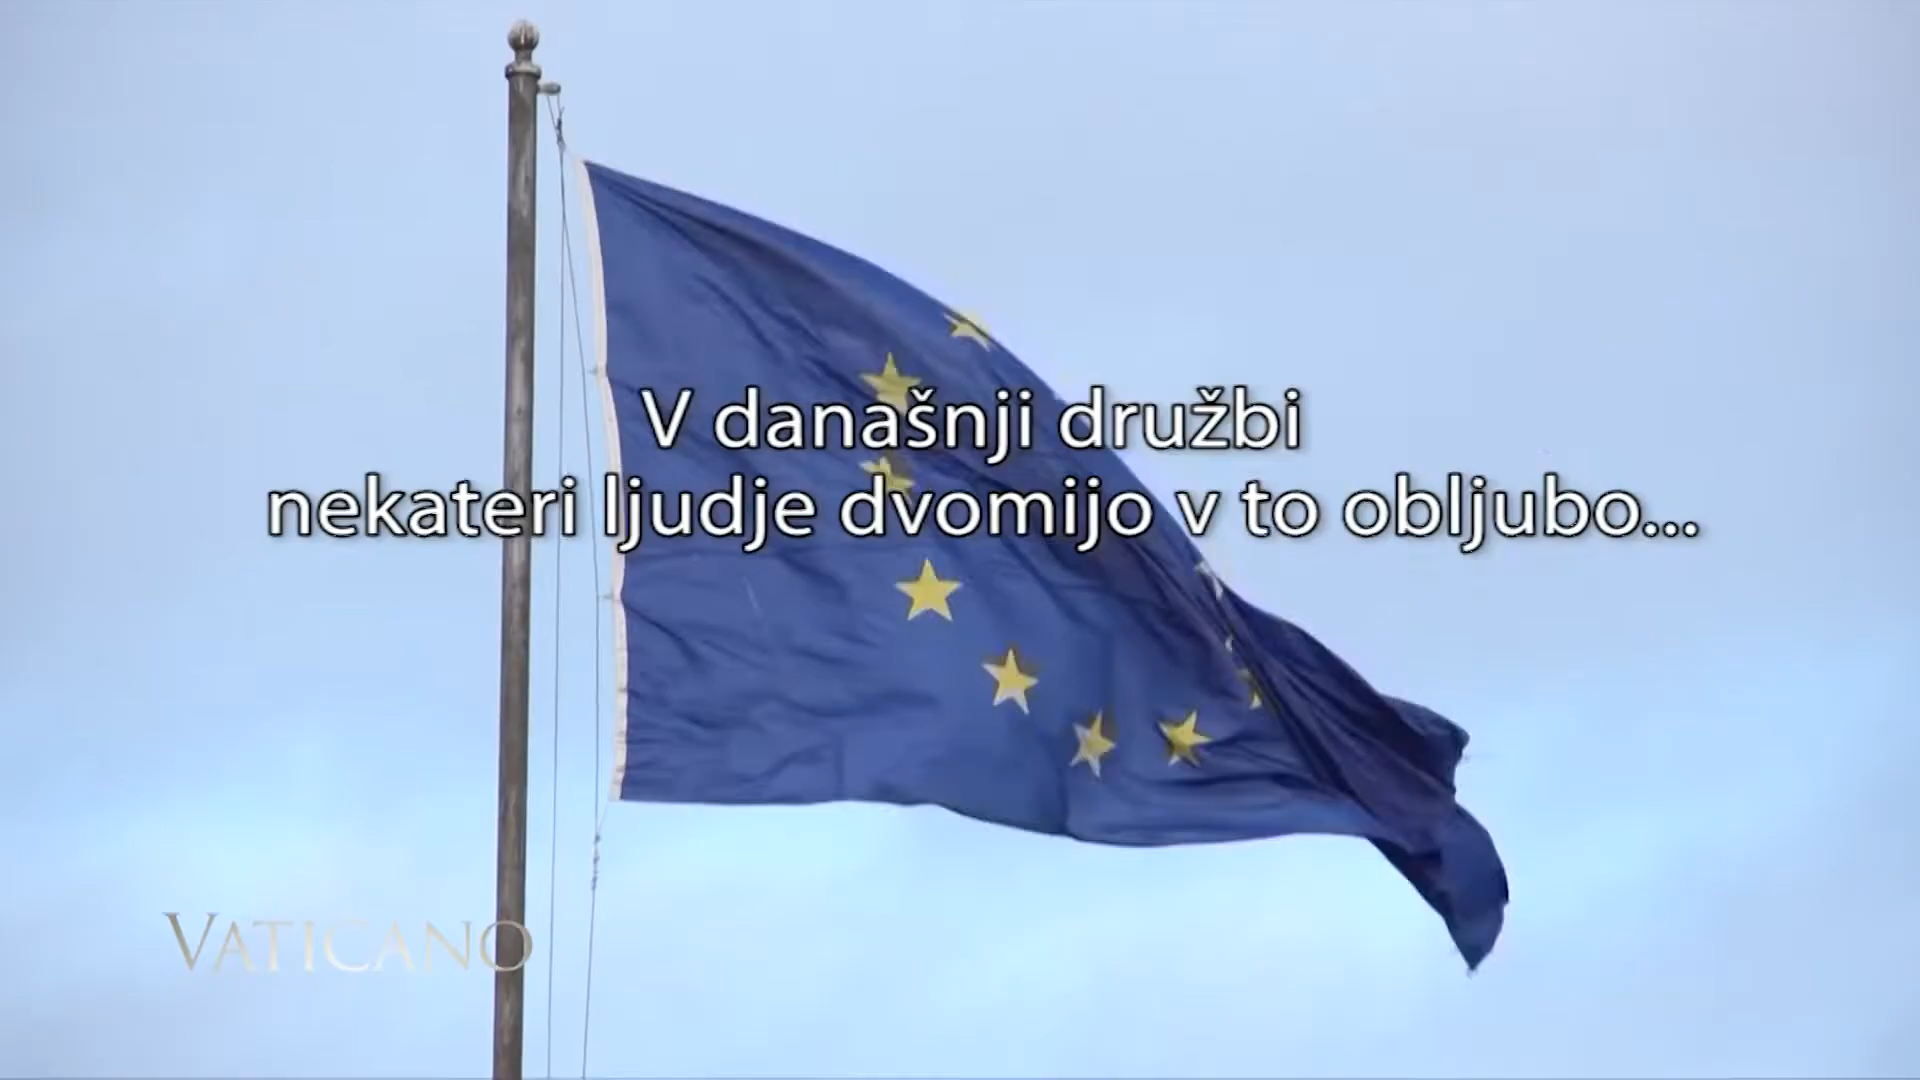 V današnji družbi
nekateri ljudje dvomijo v to obljubo...
VATICANO